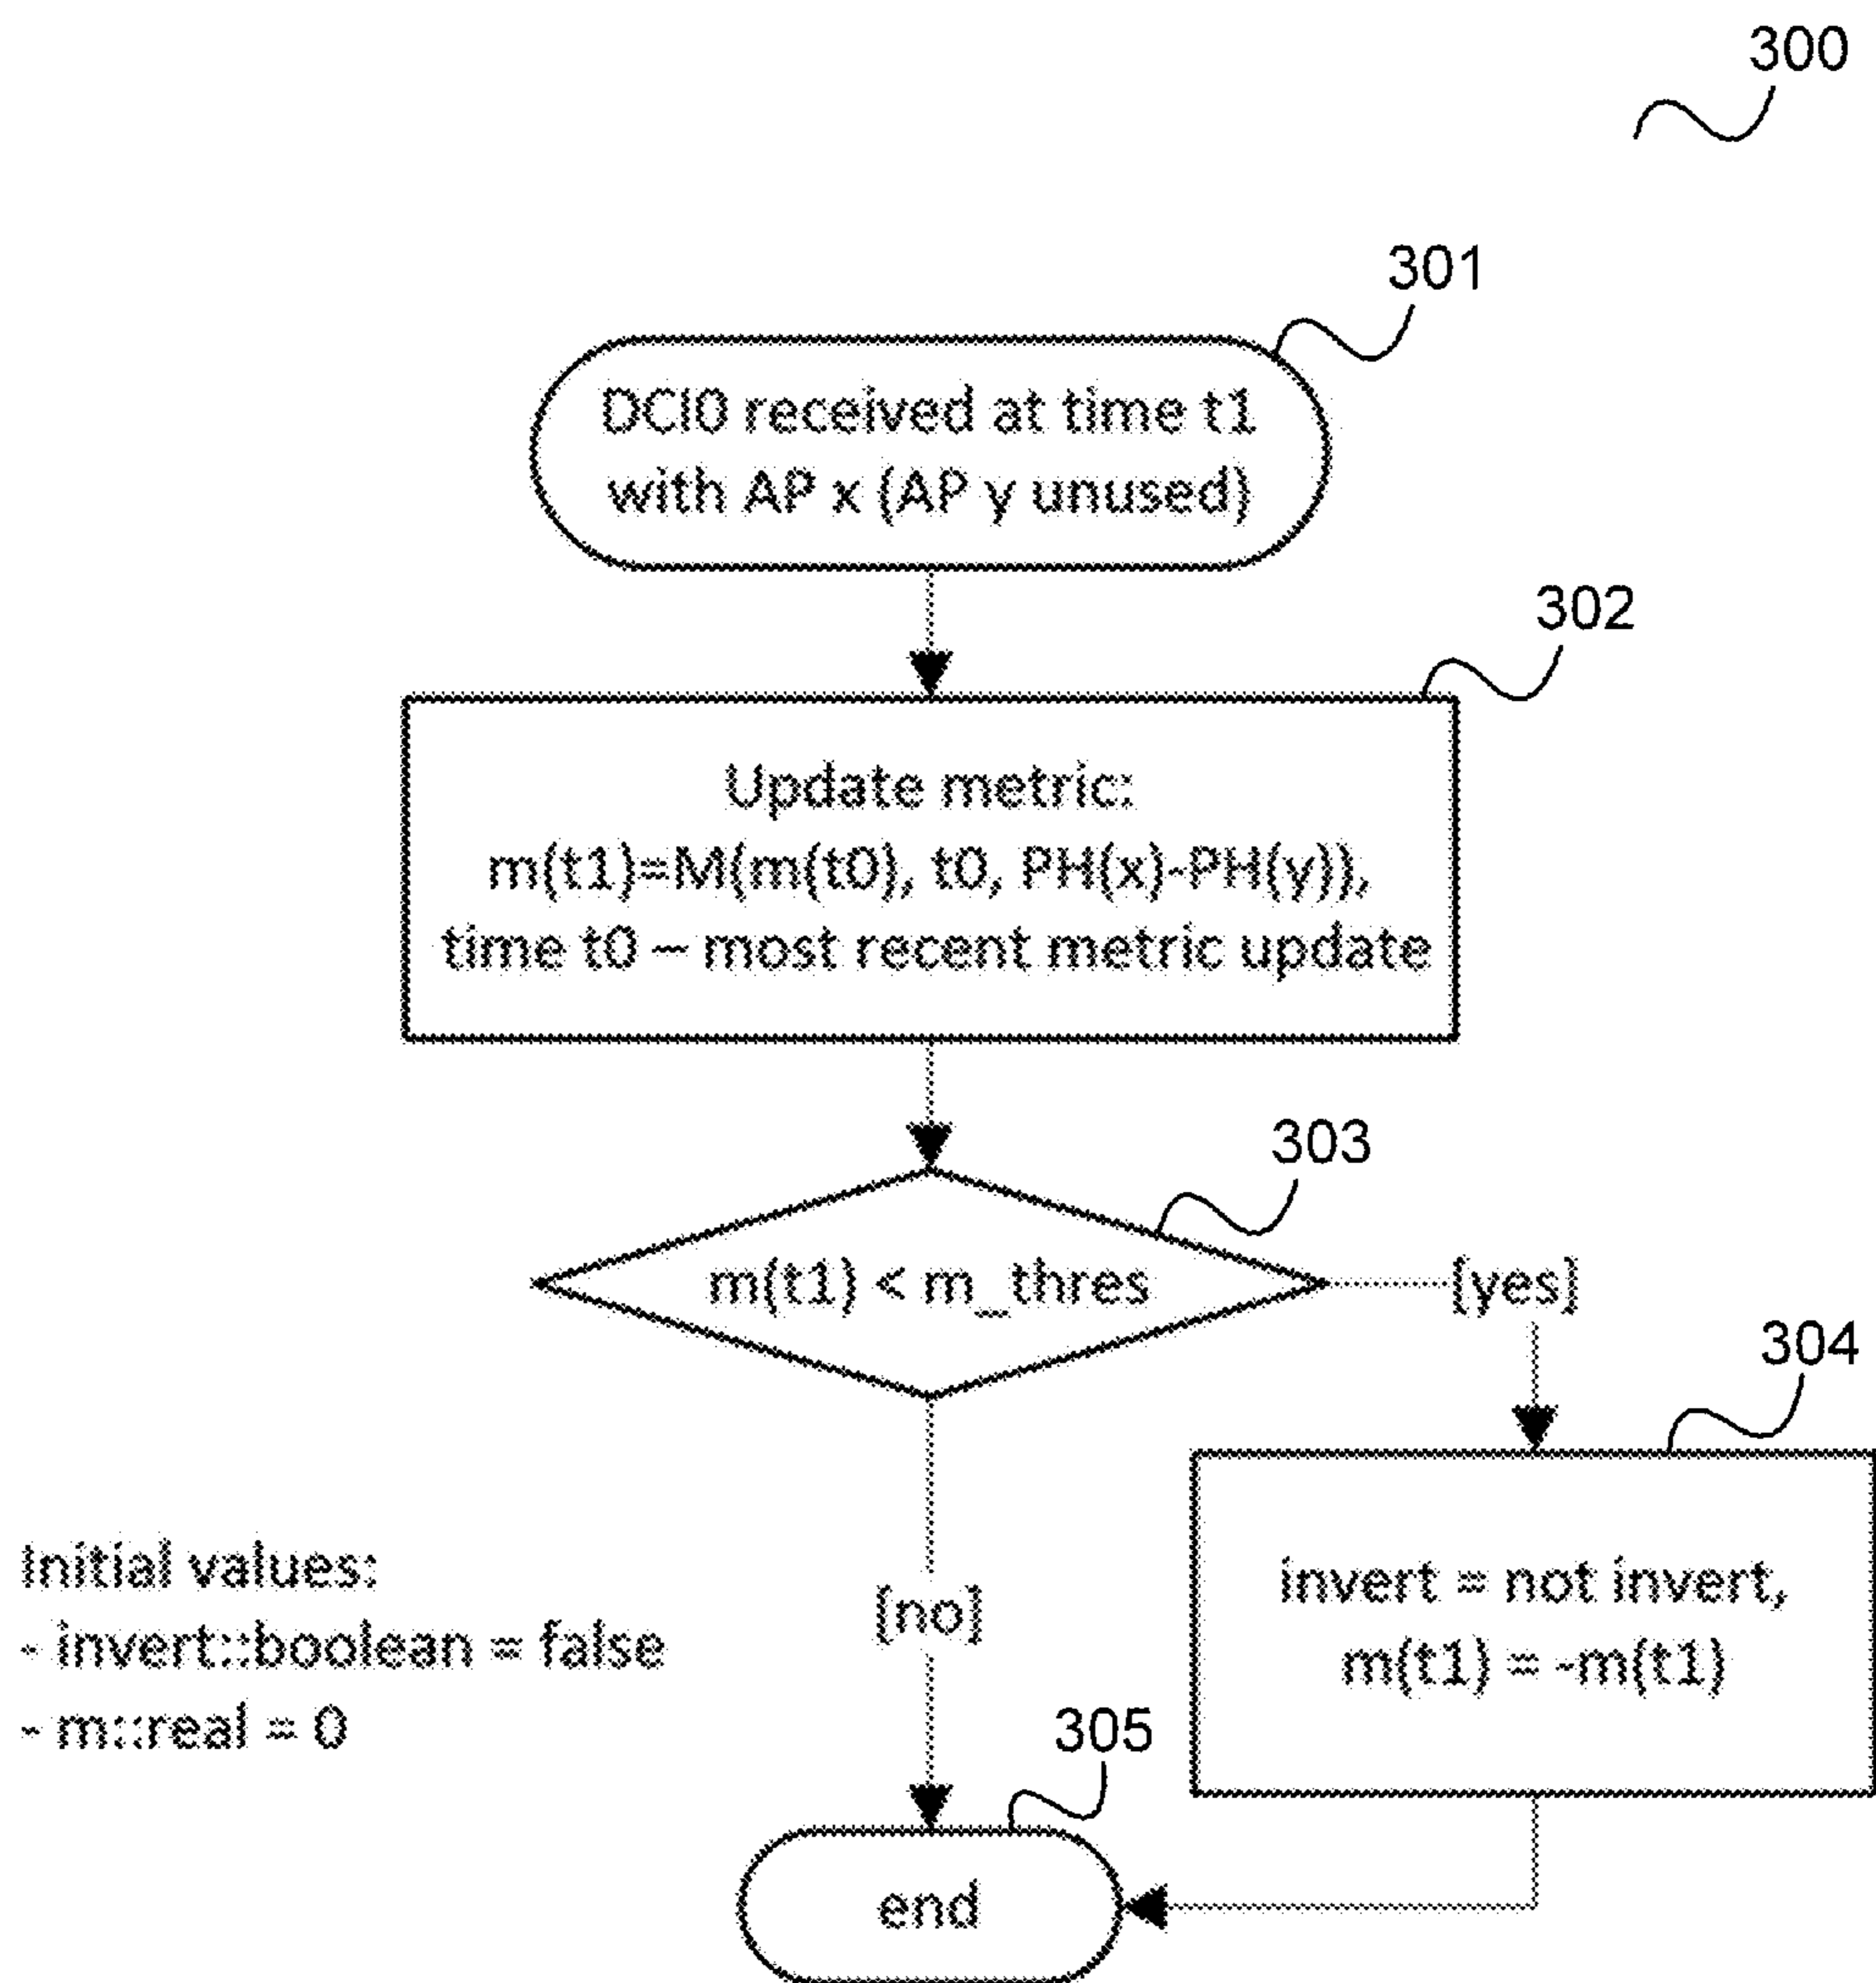 300
301
DCI0 received at time t1
with AP x (AP y unused)
302
Update metric:
m(t1)=M(m(t0), t0, PH(x)-PH(y)),
time t0 – most recent metric update
303
m(t1) < m_thres
[yes]
304
invert = not invert,
m(t1) = -m(t1)
Initial values:
- invert::boolean = false
- m::real = 0
[no]
305
end